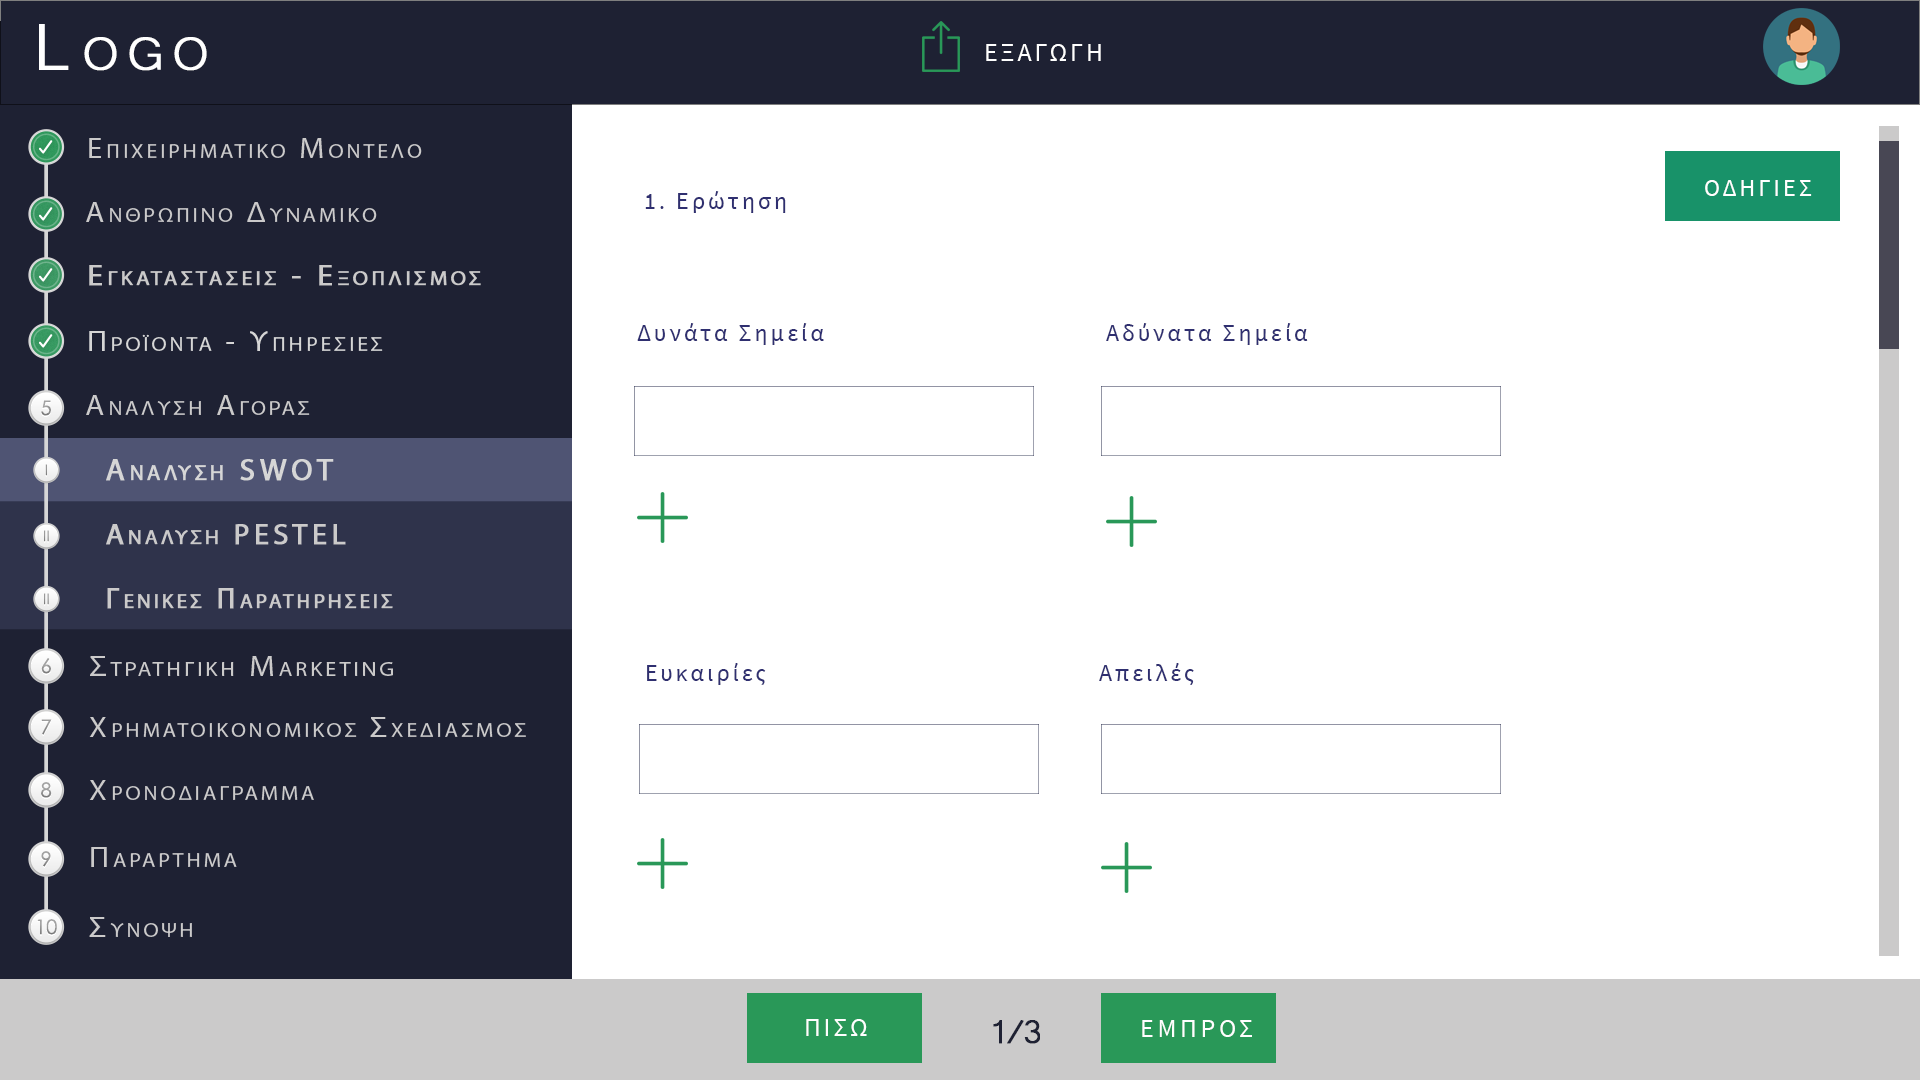 Logo
ΕΞΑΓΩΓΗ
Επιχειρηματικο Μοντελο
Ανθρωπινο Δυναμικο
Εγκαταστασεις - Εξοπλισμος
Προϊοντα - Υπηρεσιες
5 Αναλυση Αγορας
I Αναλυση SWOT
II Αναλυση PESTEL
II Γενικες Παρατηρησεις
6 Στρατηγικη Marketing
7 Χρηματοικονομικος Σχεδιασμος
8 Χρονοδιαγραμμα
9 Παραρτημα
10 Συνοψη
ΟΔΗΓΙΕΣ
1. Ερώτηση
Δυνάτα Σημεία
Αδύνατα Σημεία
Ευκαιρίες
Απειλές
ΠΙΣΩ
1/3
ΕΜΠΡΟΣ